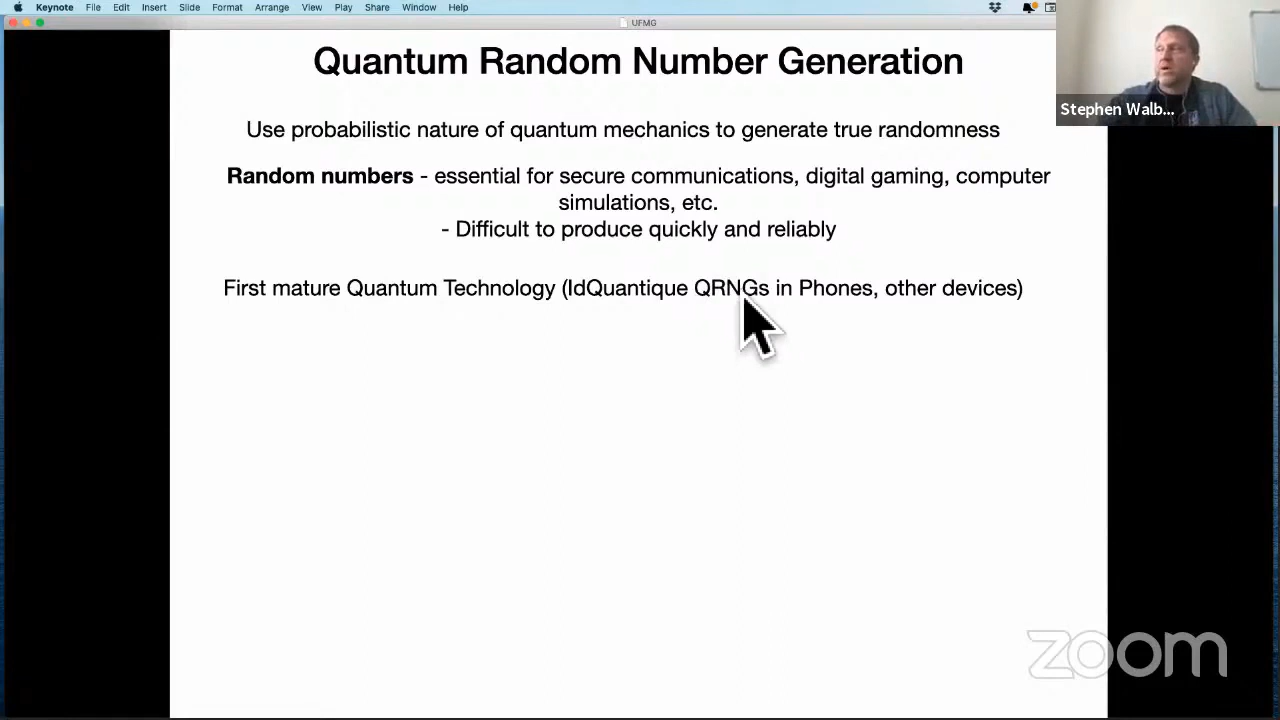 Keynote File Edit Insert Slide Format Arrange View Play Share Window Help
UFMG
Quantum Random Number Generation
Stephen Walb...
Use probabilistic nature of quantum mechanics to generate true randomness
Random numbers - essential for secure communications, digital gaming, computer
simulations, etc.
- Difficult to produce quickly and reliably
First mature Quantum Technology (IdQuantique QRNGs in Phones, other devices)
zoom